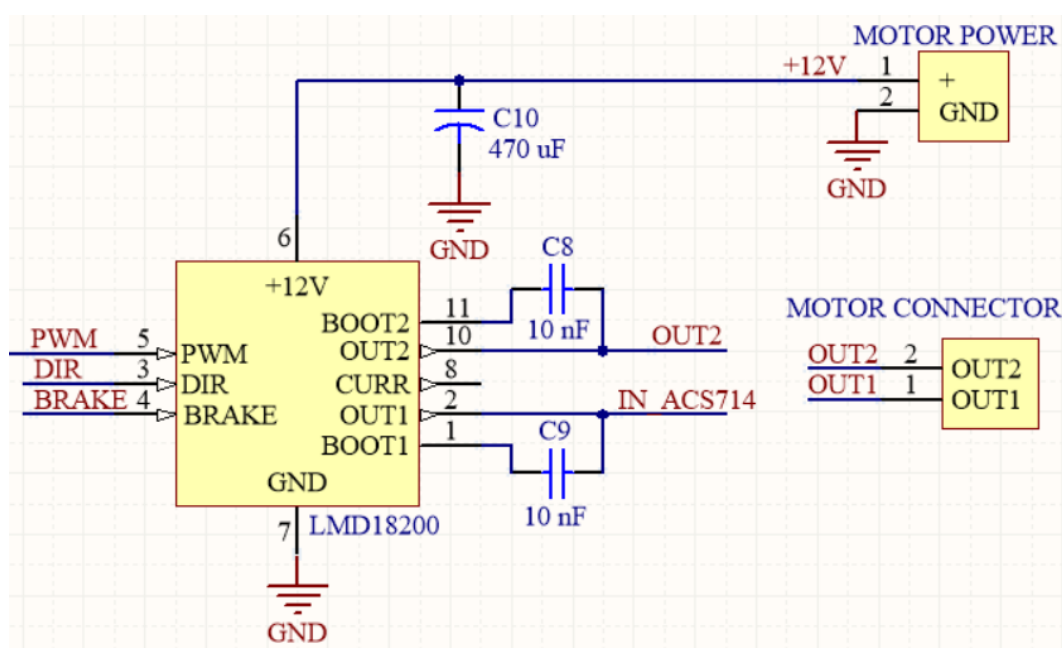 MOTOR POWER
+12V 1 +
2 GND
C10
470 uF
GND
GND
6
C8
+12V
BOOT2 11
10 nF
MOTOR CONNECTOR
PWM 5 PWM
OUT2 10 OUT2
OUT2 2 OUT2
DIR 3 DIR
CURR 8
OUT1 1 OUT1
BRAKE 4 BRAKE
OUT1 2 IN_ACS714
BOOT1 1
C9
GND
10 nF
7 LMD18200
GND